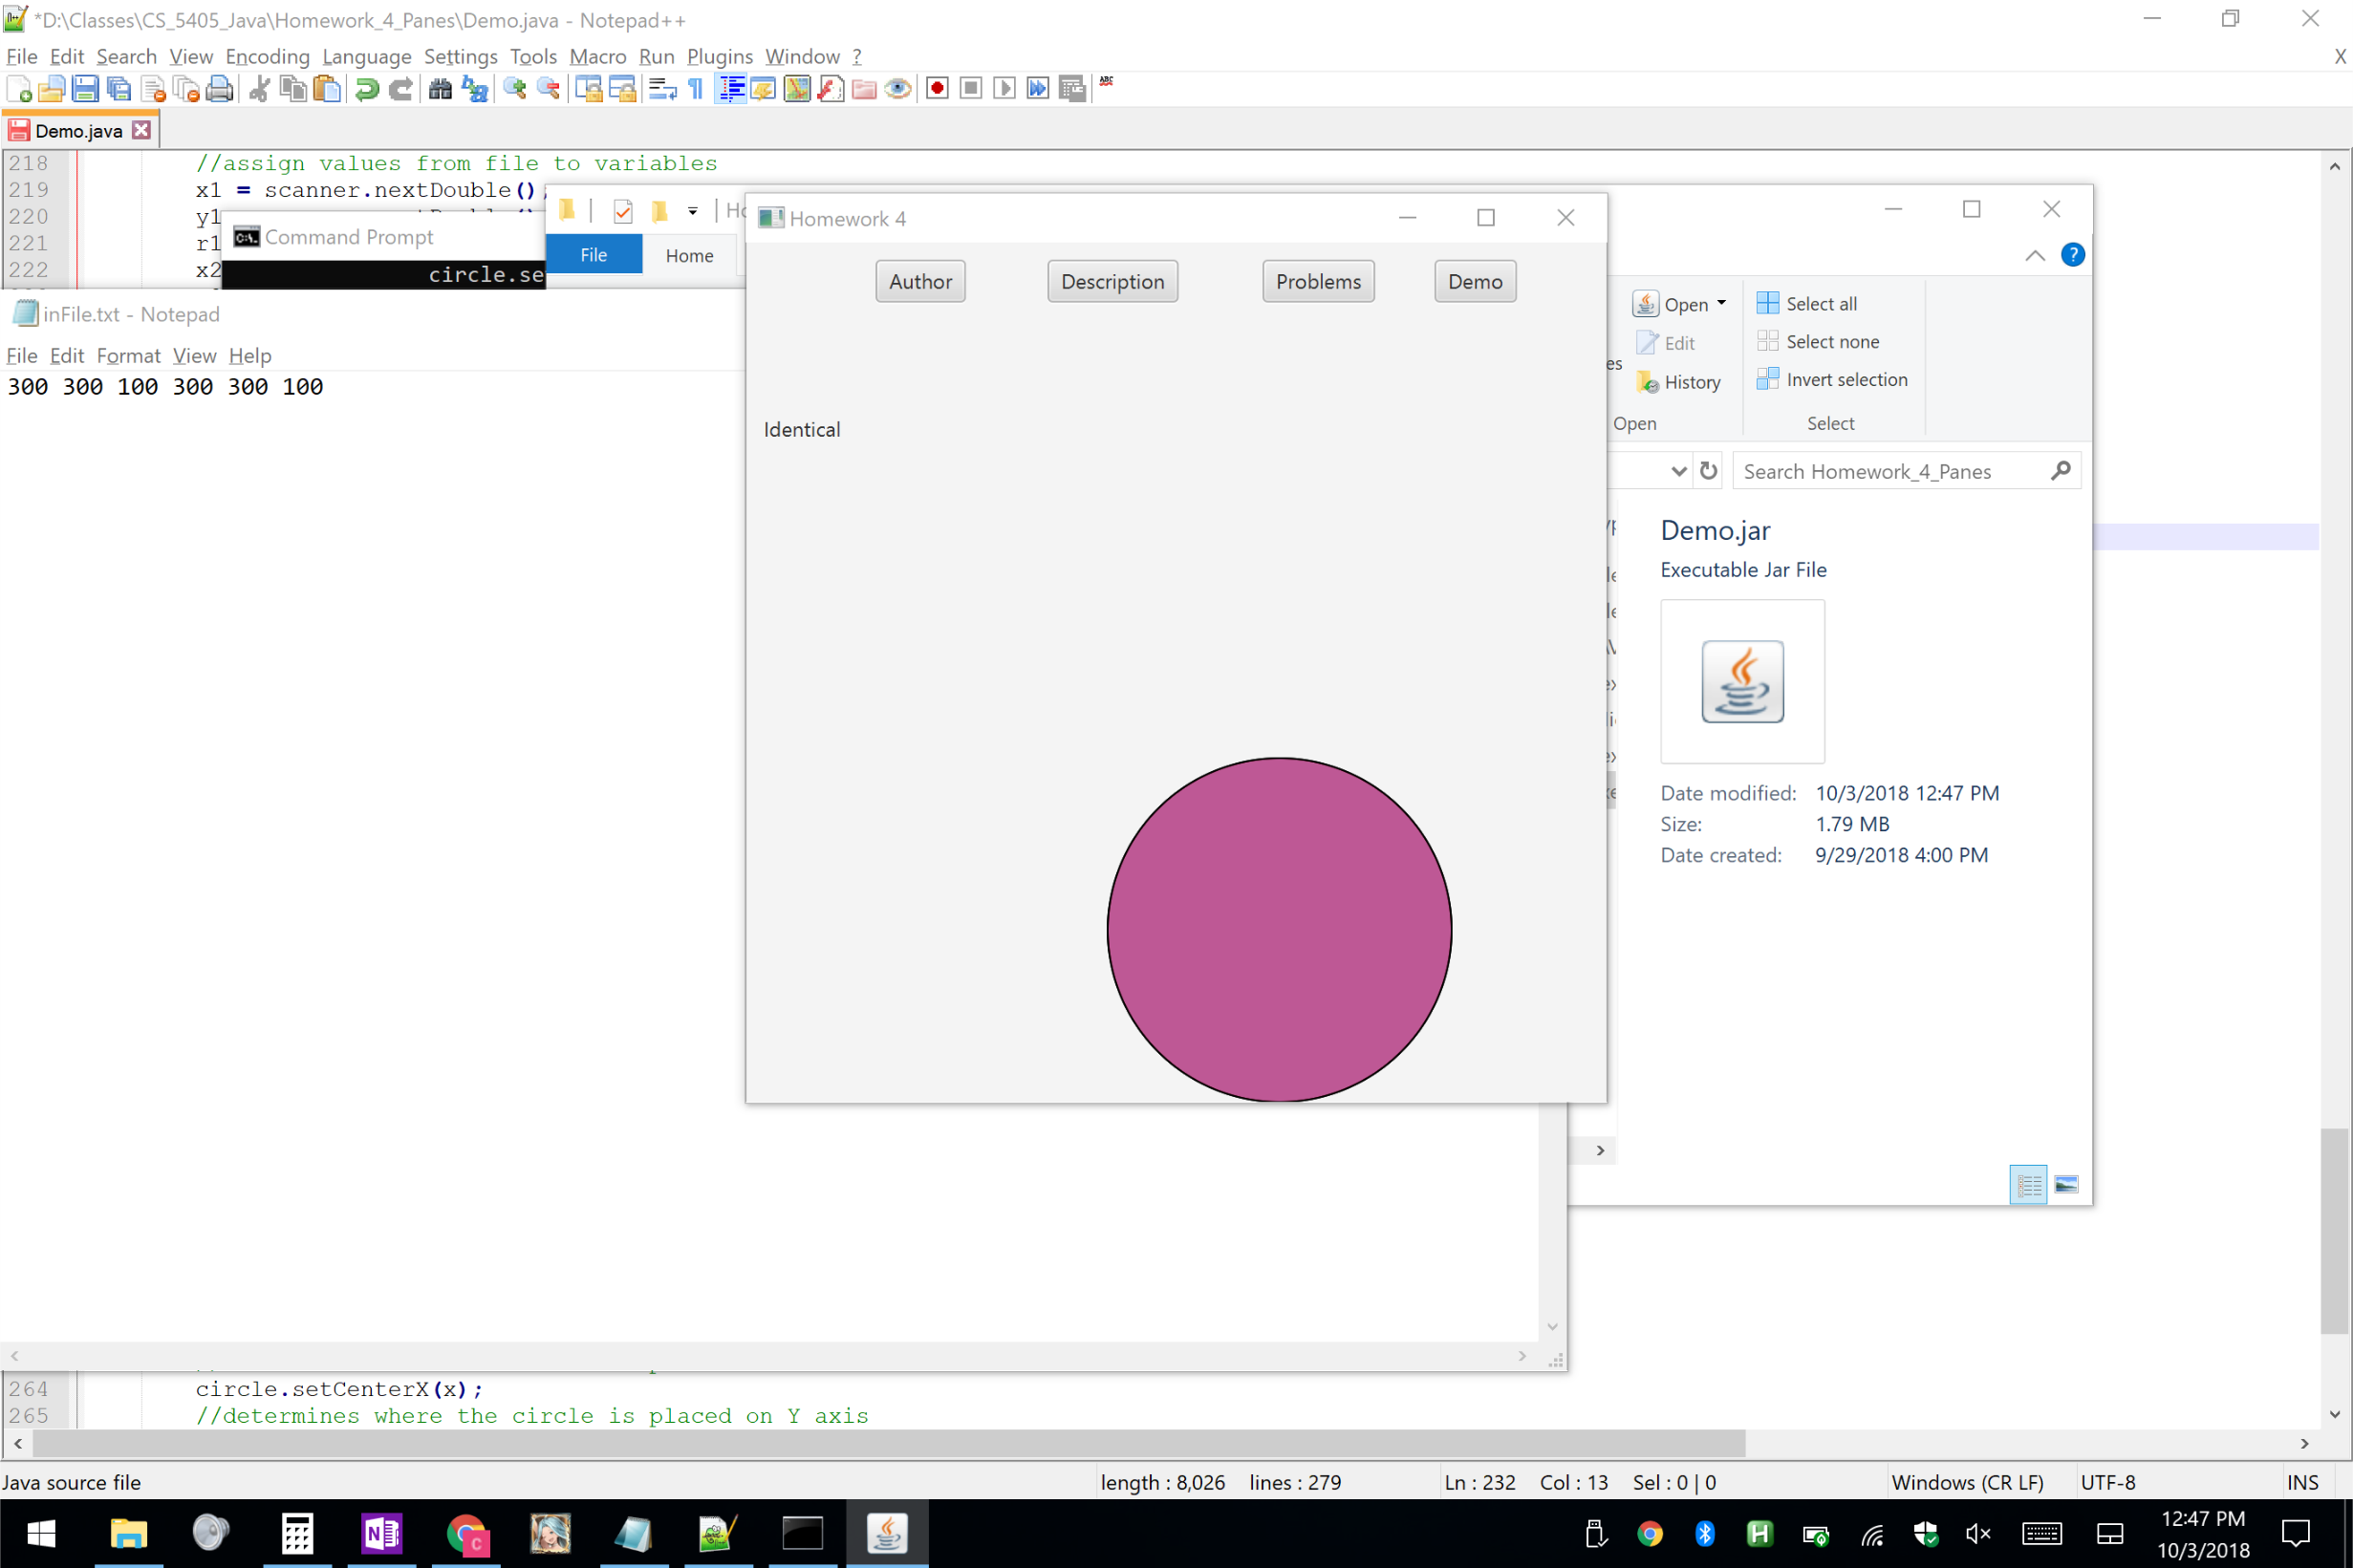 *D:\Classes\CS_5405_Java\Homework_4_Panes\Demo.java - Notepad++
File Edit Search View Encoding Language Settings Tools Macro Run Plugins Window ? X
Demo.java
218 //assign values from file to variables
219 x1 = scanner.nextDouble();
220 y1
221 r1
222 x2
Command Prompt
circle.se
File Home
Homework 4
Author Description Problems Demo
Identical
inFile.txt - Notepad
File Edit Format View Help
300 300 100 300 300 100
Open Select all
Edit Select none
History Invert selection
Open Select
Search Homework_4_Panes
Demo.jar
Executable Jar File
Date modified: 10/3/2018 12:47 PM
Size: 1.79 MB
Date created: 9/29/2018 4:00 PM
264 circle.setCenterX(x);
265 //determines where the circle is placed on Y axis
Java source file length : 8,026 lines : 279 Ln : 232 Col : 13 Sel : 0 | 0 Windows (CR LF) UTF-8 INS
12:47 PM
10/3/2018